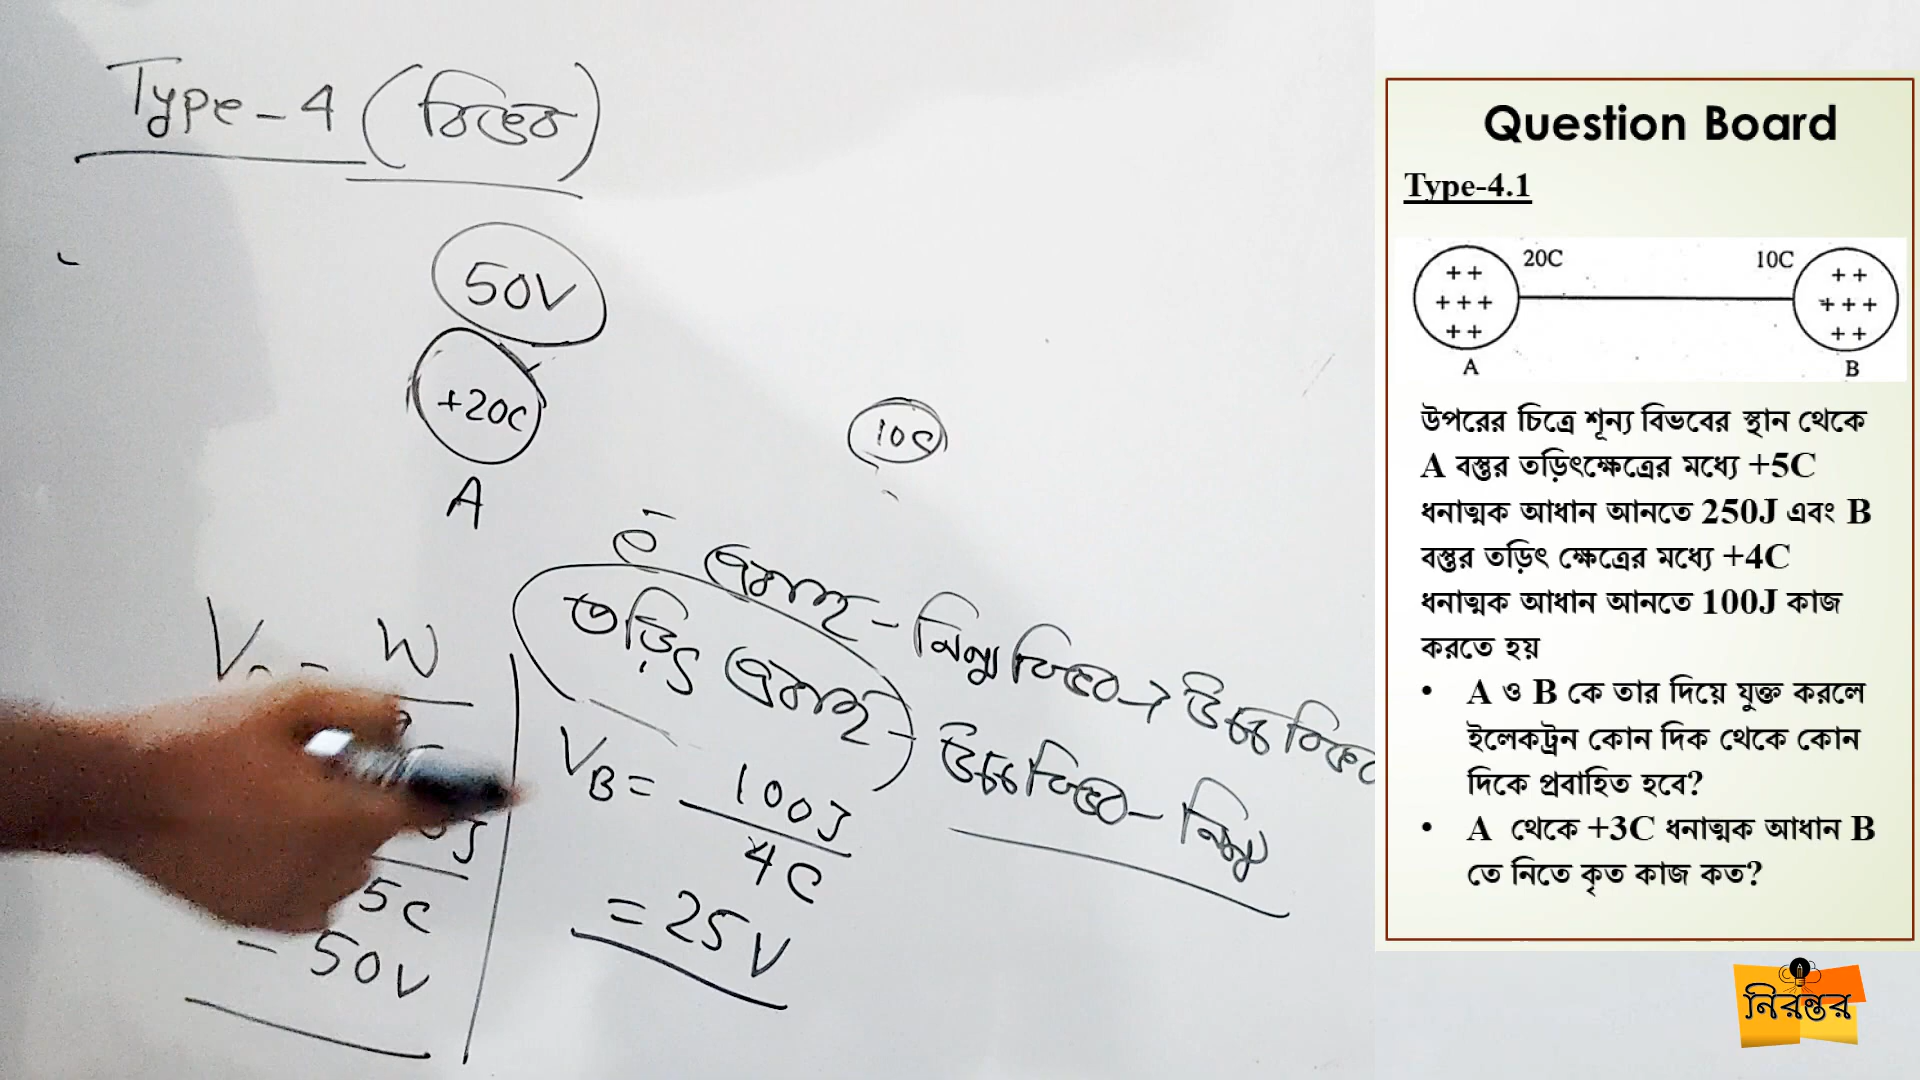 Type-4 (বিভব)
50V
+20C
A
10C
e⁻ প্রবাহ - নিম্ন বিভব → উচ্চ বিভব
তড়িৎ প্রবাহ - উচ্চ বিভব - নিম্ন
W
5C
= 50V
V_B = 100J / 4C
= 25V
Question Board
Type-4.1
20C
10C
++
+++
++
++
+++
++
A
B
উপরের চিত্রে শূন্য বিভবের স্থান থেকে
A বস্তুর তড়িৎক্ষেত্রের মধ্যে +5C
ধনাত্মক আধান আনতে 250J এবং B
বস্তুর তড়িৎ ক্ষেত্রের মধ্যে +4C
ধনাত্মক আধান আনতে 100J কাজ
করতে হয়
• A ও B কে তার দিয়ে যুক্ত করলে
ইলেকট্রন কোন দিক থেকে কোন
দিকে প্রবাহিত হবে?
• A থেকে +3C ধনাত্মক আধান B
তে নিতে কৃত কাজ কত?
নিরন্তর